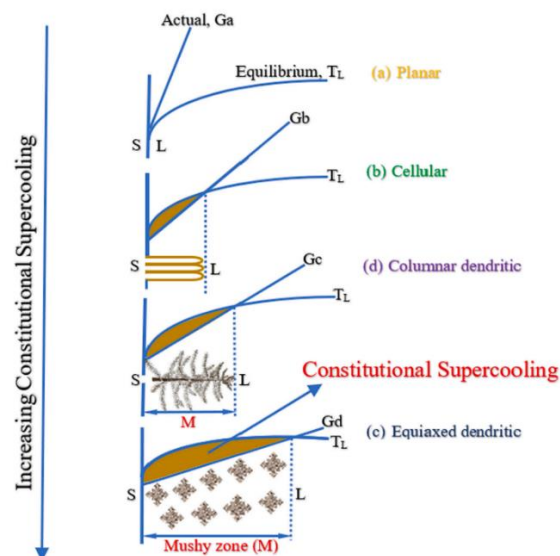 Increasing Constitutional Supercooling
Actual, Ga
Equilibrium, TL
(a) Planar
S
L
Gb
TL
(b) Cellular
S
L
Gc
(d) Columnar dendritic
TL
S
L
M
Constitutional Supercooling
Gd
TL
(c) Equiaxed dendritic
S
L
Mushy zone (M)